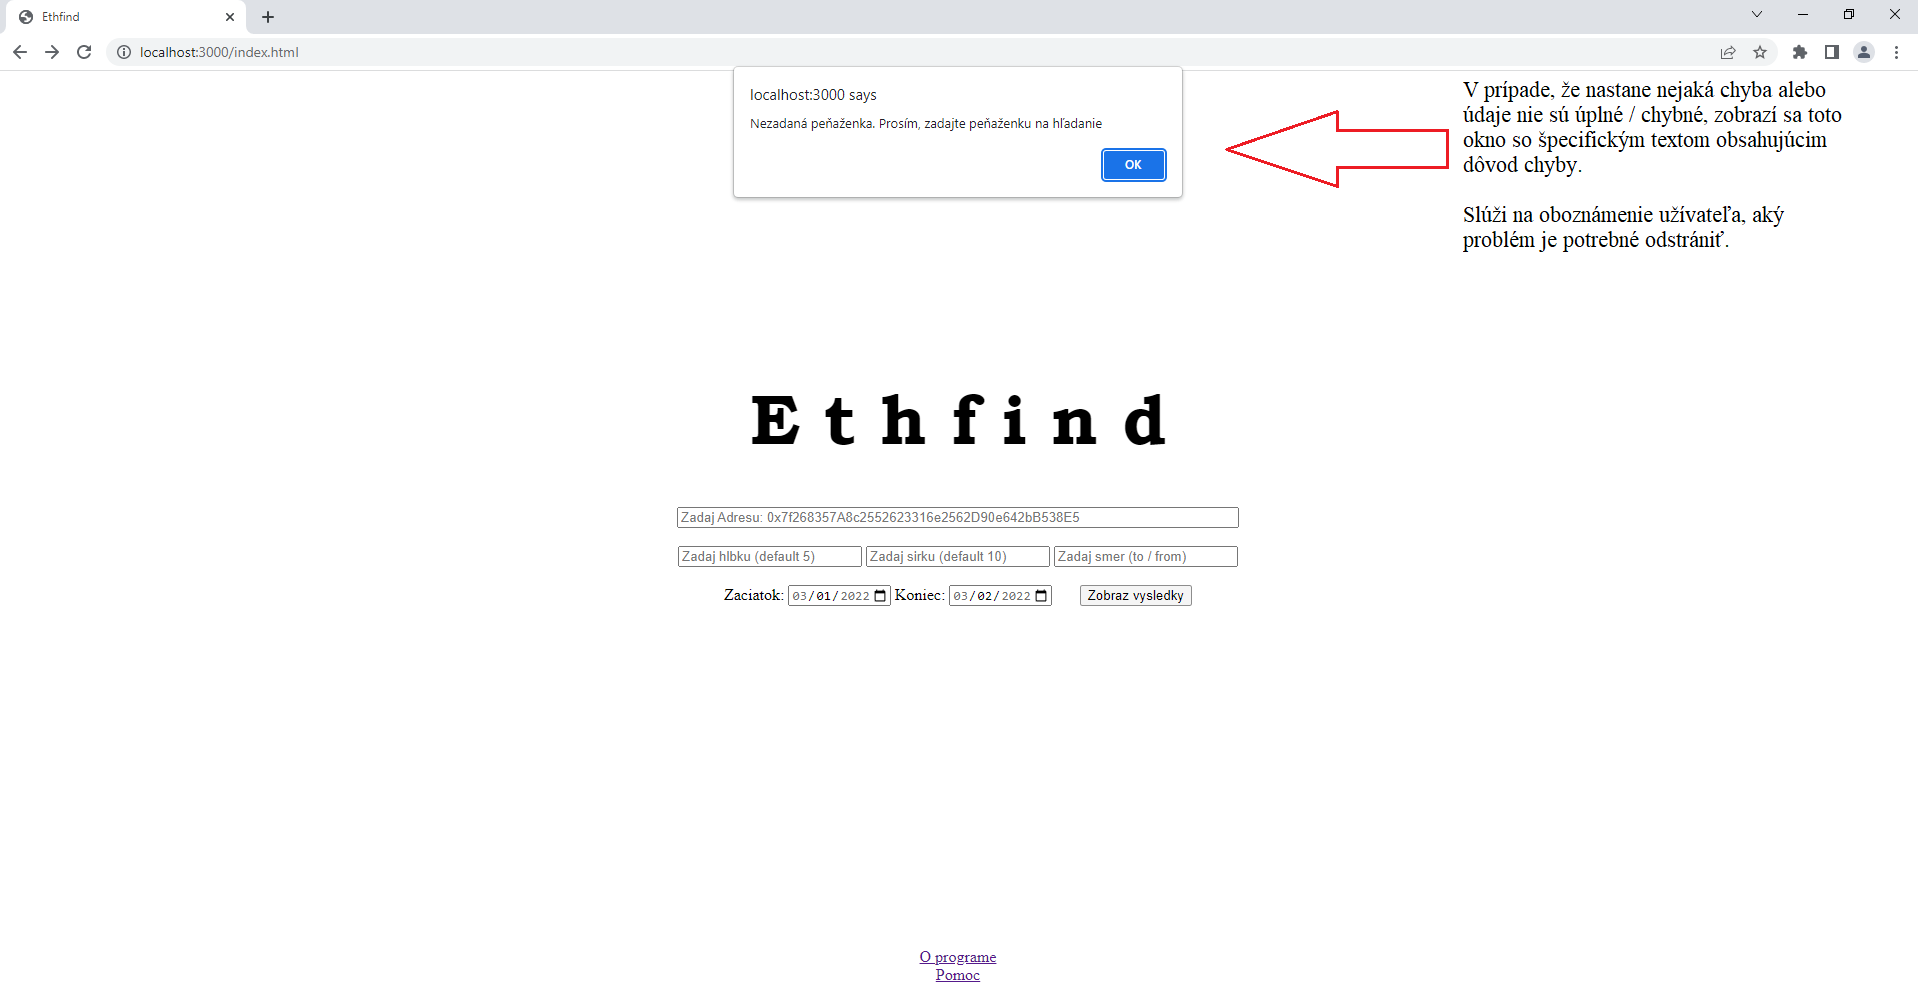 Ethfind
localhost:3000/index.html
localhost:3000 says
Nezadaná peňaženka. Prosím, zadajte peňaženku na hľadanie
OK
V prípade, že nastane nejaká chyba alebo
údaje nie sú úplné / chybné, zobrazí sa toto
okno so špecifickým textom obsahujúcim
dôvod chyby.
Slúži na oboznámenie užívateľa, aký
problém je potrebné odstrániť.
Ethfind
Zadaj Adresu: 0x7f268357A8c2552623316e2562D90e642bB538E5
Zadaj hlbku (default 5) Zadaj sirku (default 10) Zadaj smer (to / from)
Zaciatok: 03/01/2022 Koniec: 03/02/2022 Zobraz vysledky
O programe
Pomoc